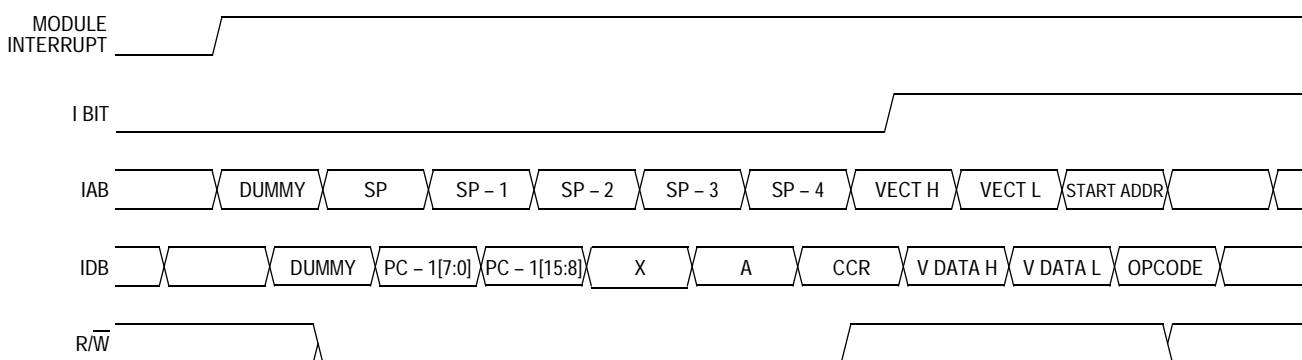 MODULE
INTERRUPT
I BIT
IAB DUMMY SP SP – 1 SP – 2 SP – 3 SP – 4 VECT H VECT L START ADDR
IDB DUMMY PC – 1[7:0] PC – 1[15:8] X A CCR V DATA H V DATA L OPCODE
R/W̅